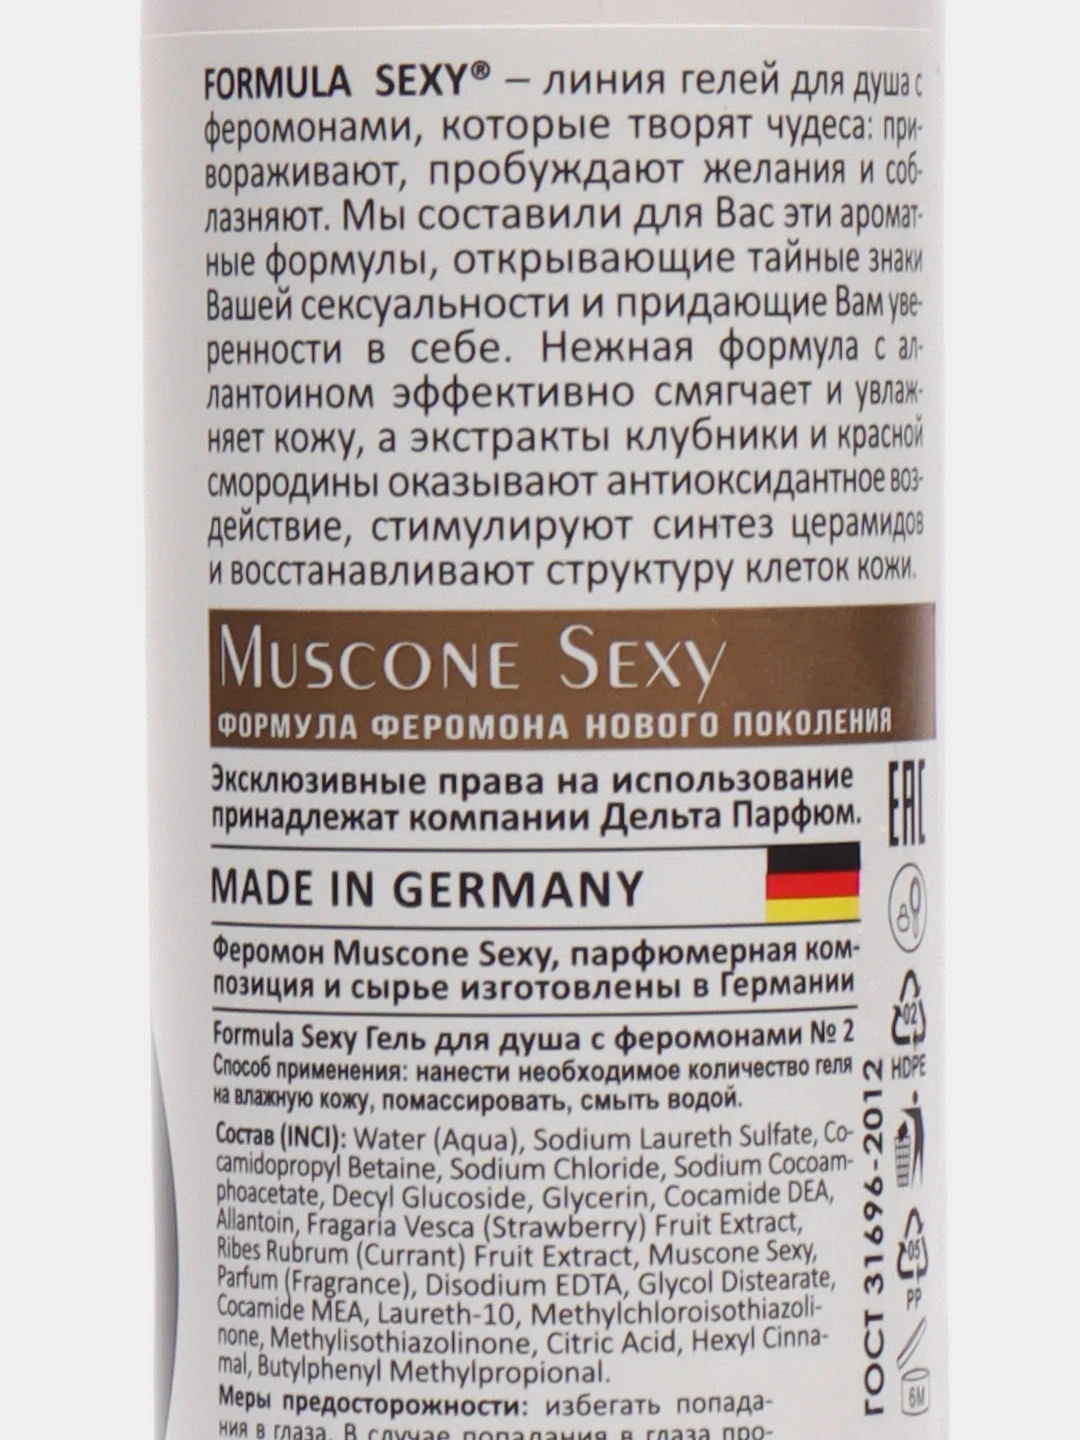 FORMULA SEXY® – линия гелей для душа с
феромонами, которые творят чудеса: при-
вораживают, пробуждают желания и соб-
лазняют. Мы составили для Вас эти аромат-
ные формулы, открывающие тайные знаки
Вашей сексуальности и придающие Вам уве-
ренности в себе. Нежная формула с ал-
лантоином эффективно смягчает и увлаж-
няет кожу, а экстракты клубники и красной
смородины оказывают антиоксидантное воз-
действие, стимулируют синтез церамидов
и восстанавливают структуру клеток кожи.
MUSCONE SEXY
ФОРМУЛА ФЕРОМОНА НОВОГО ПОКОЛЕНИЯ
Эксклюзивные права на использование
принадлежат компании Дельта Парфюм.
MADE IN GERMANY
Феромон Muscone Sexy, парфюмерная ком-
позиция и сырье изготовлены в Германии
Formula Sexy Гель для душа с феромонами № 2
Способ применения: нанести необходимое количество геля
на влажную кожу, помассировать, смыть водой.
Состав (INCI): Water (Aqua), Sodium Laureth Sulfate, Co-
camidopropyl Betaine, Sodium Chloride, Sodium Cocoam-
phoacetate, Decyl Glucoside, Glycerin, Cocamide DEA,
Allantoin, Fragaria Vesca (Strawberry) Fruit Extract,
Ribes Rubrum (Currant) Fruit Extract, Muscone Sexy,
Parfum (Fragrance), Disodium EDTA, Glycol Distearate,
Cocamide MEA, Laureth-10, Methylchloroisothiazoli-
none, Methylisothiazolinone, Citric Acid, Hexyl Cinna-
mal, Butylphenyl Methylpropional.
Меры предосторожности: избегать попада-
ния в глаза. В случае попадания в глаза про-
EAC
02
HDPE
05
PP
6M
ГОСТ 31696-2012